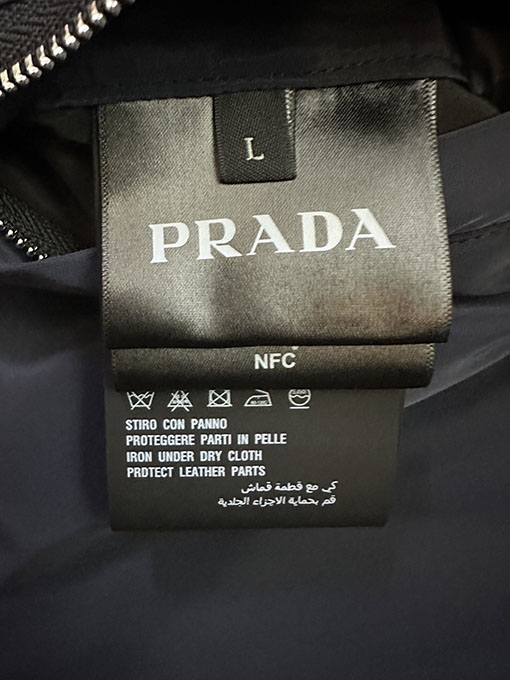 L
PRADA
NFC
STIRO CON PANNO
PROTEGGERE PARTI IN PELLE
IRON UNDER DRY CLOTH
PRDTECT LEATHER PARTS
كي مع قطمة قماش
قم بحماية الاجزاء الجلدية